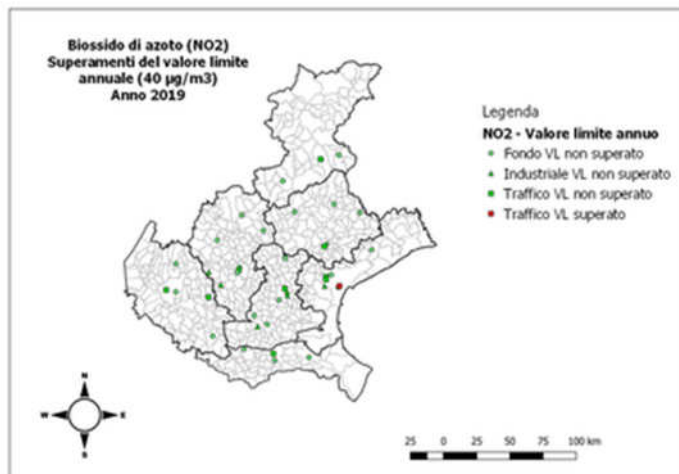 Biossido di azoto (NO2)
Superamenti del valore limite
annuale (40 µg/m3)
Anno 2019
Legenda
NO2 - Valore limite annuo
Fondo VL non superato
Industriale VL non superato
Traffico VL non superato
Traffico VL superato
N
W E
S
25 0 25 50 75 100 km